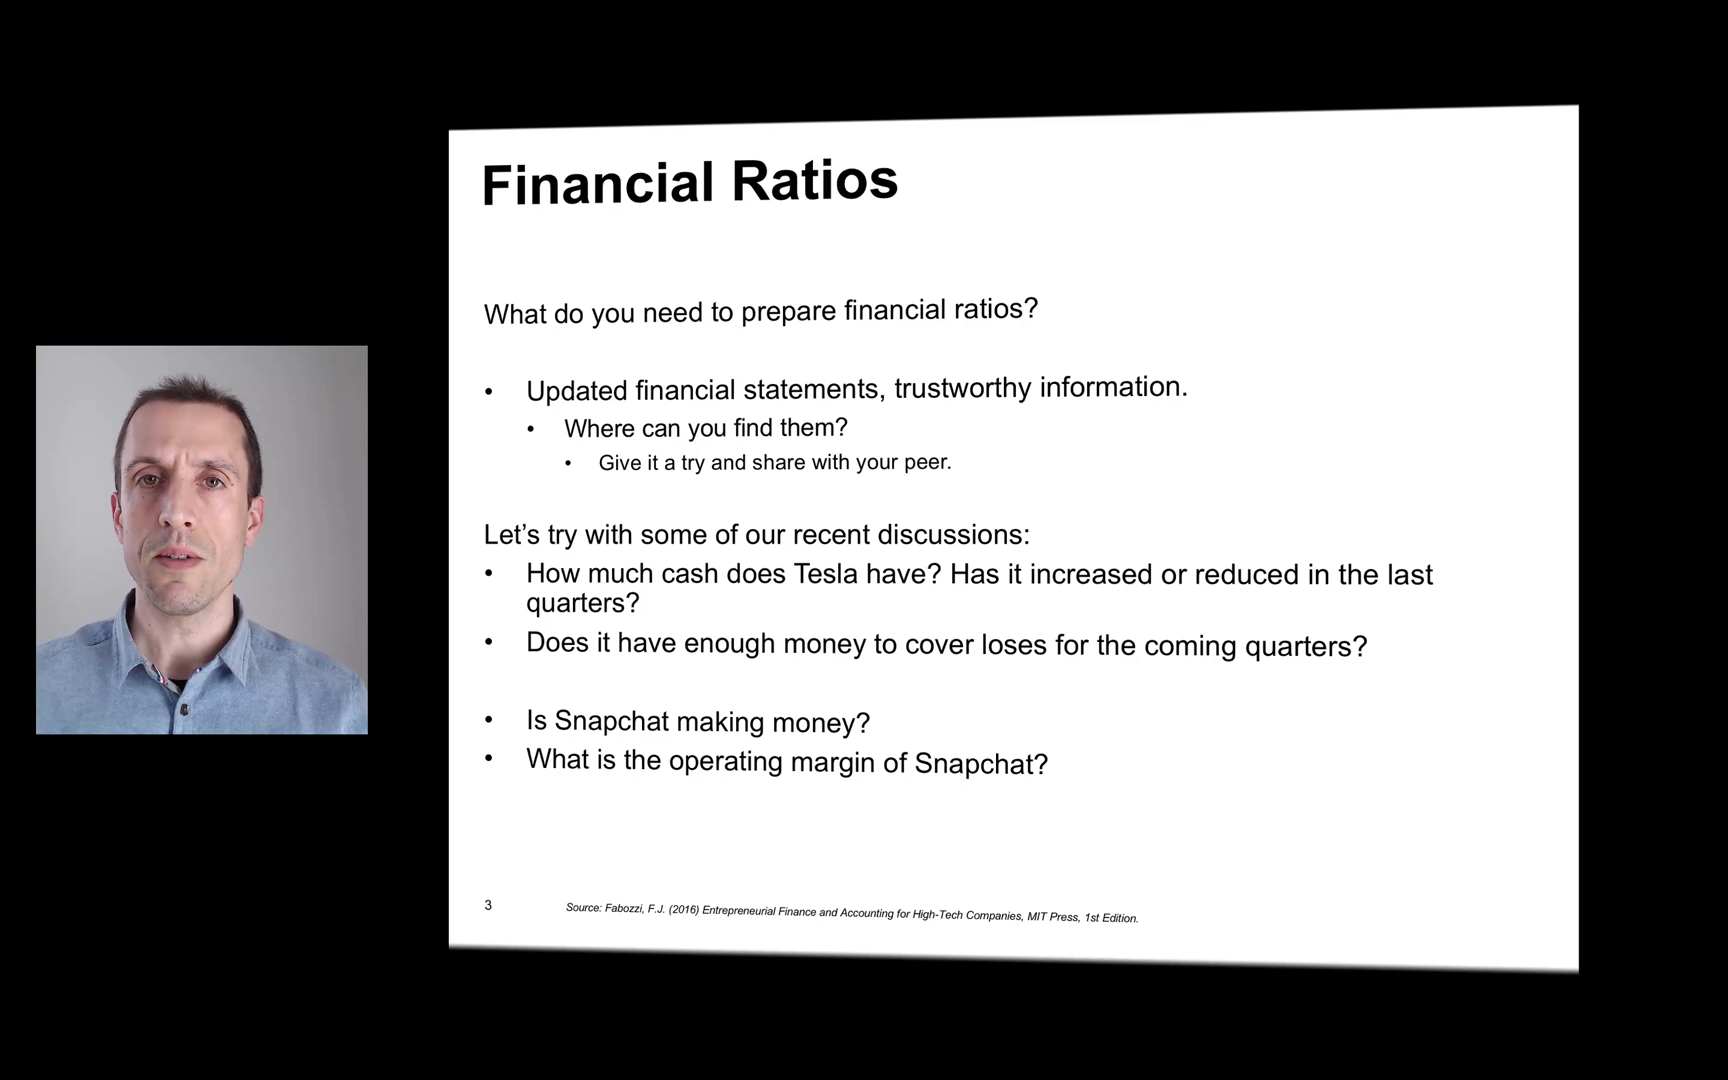 Financial Ratios
What do you need to prepare financial ratios?
• Updated financial statements, trustworthy information.
• Where can you find them?
• Give it a try and share with your peer.
Let’s try with some of our recent discussions:
• How much cash does Tesla have? Has it increased or reduced in the last
quarters?
• Does it have enough money to cover loses for the coming quarters?
• Is Snapchat making money?
• What is the operating margin of Snapchat?
3
Source: Fabozzi, F.J. (2016) Entrepreneurial Finance and Accounting for High-Tech Companies, MIT Press, 1st Edition.